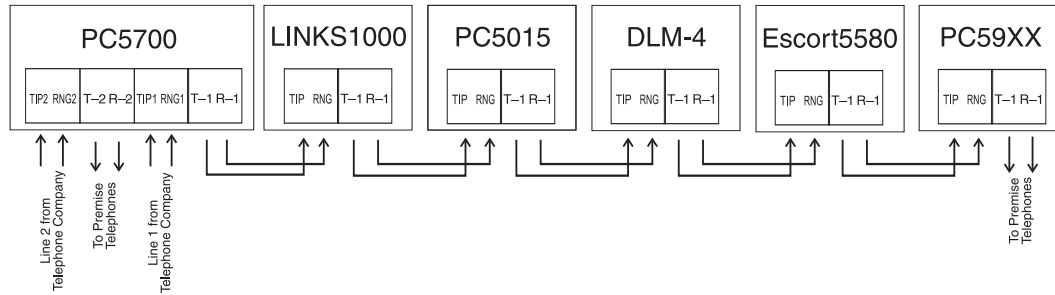 PC5700
LINKS1000
PC5015
DLM-4
Escort5580
PC59XX
TIP2 RNG2 T–2 R–2 TIP1 RNG1 T–1 R–1
TIP RNG T–1 R–1
TIP RNG T–1 R–1
TIP RNG T–1 R–1
TIP RNG T–1 R–1
TIP RNG T–1 R–1
Line 2 from
Telephone Company
To Premise
Telephones
Line 1 from
Telephone Company
To Premise
Telephones